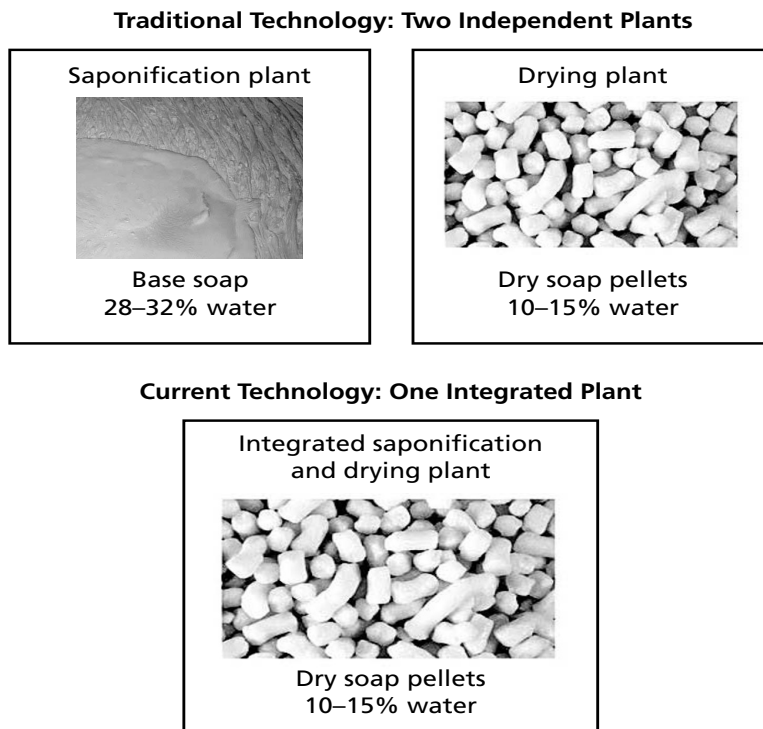 Traditional Technology: Two Independent Plants
Saponification plant
Base soap
28–32% water
Drying plant
Dry soap pellets
10–15% water
Current Technology: One Integrated Plant
Integrated saponification
and drying plant
Dry soap pellets
10–15% water